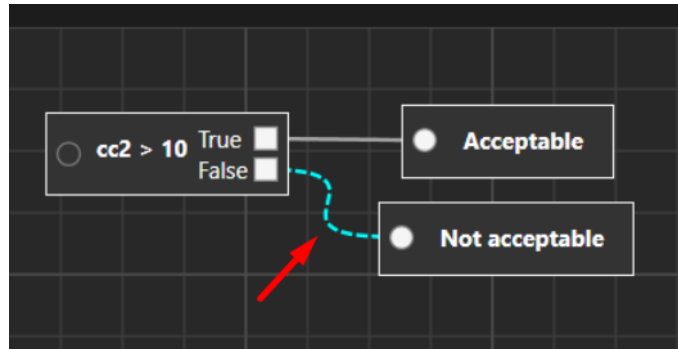 cc2 > 10
True
False
Acceptable
Not acceptable